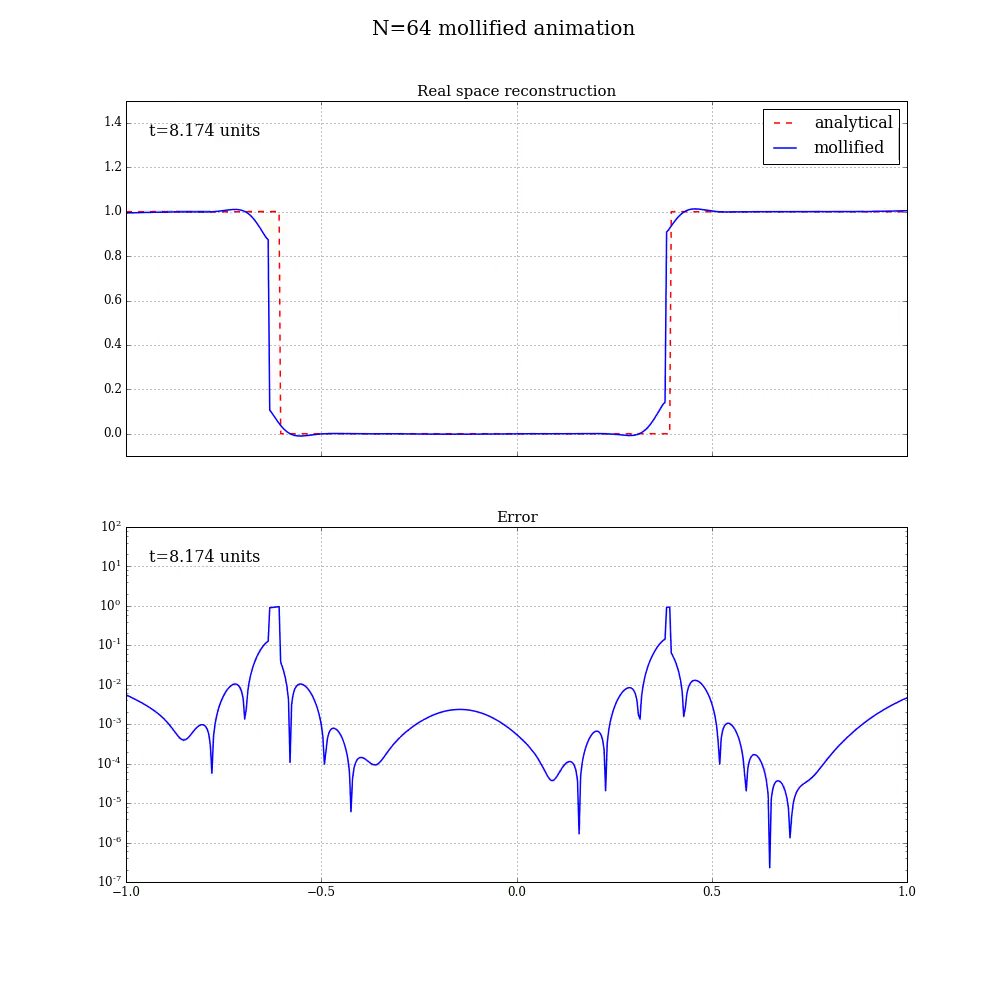 N=64 mollified animation
Real space reconstruction
t=8.174 units
analytical
mollified
1.4
1.2
1.0
0.8
0.6
0.4
0.2
0.0
Error
t=8.174 units
10²
10¹
10⁰
10⁻¹
10⁻²
10⁻³
10⁻⁴
10⁻⁵
10⁻⁶
10⁻⁷
−1.0 −0.5 0.0 0.5 1.0